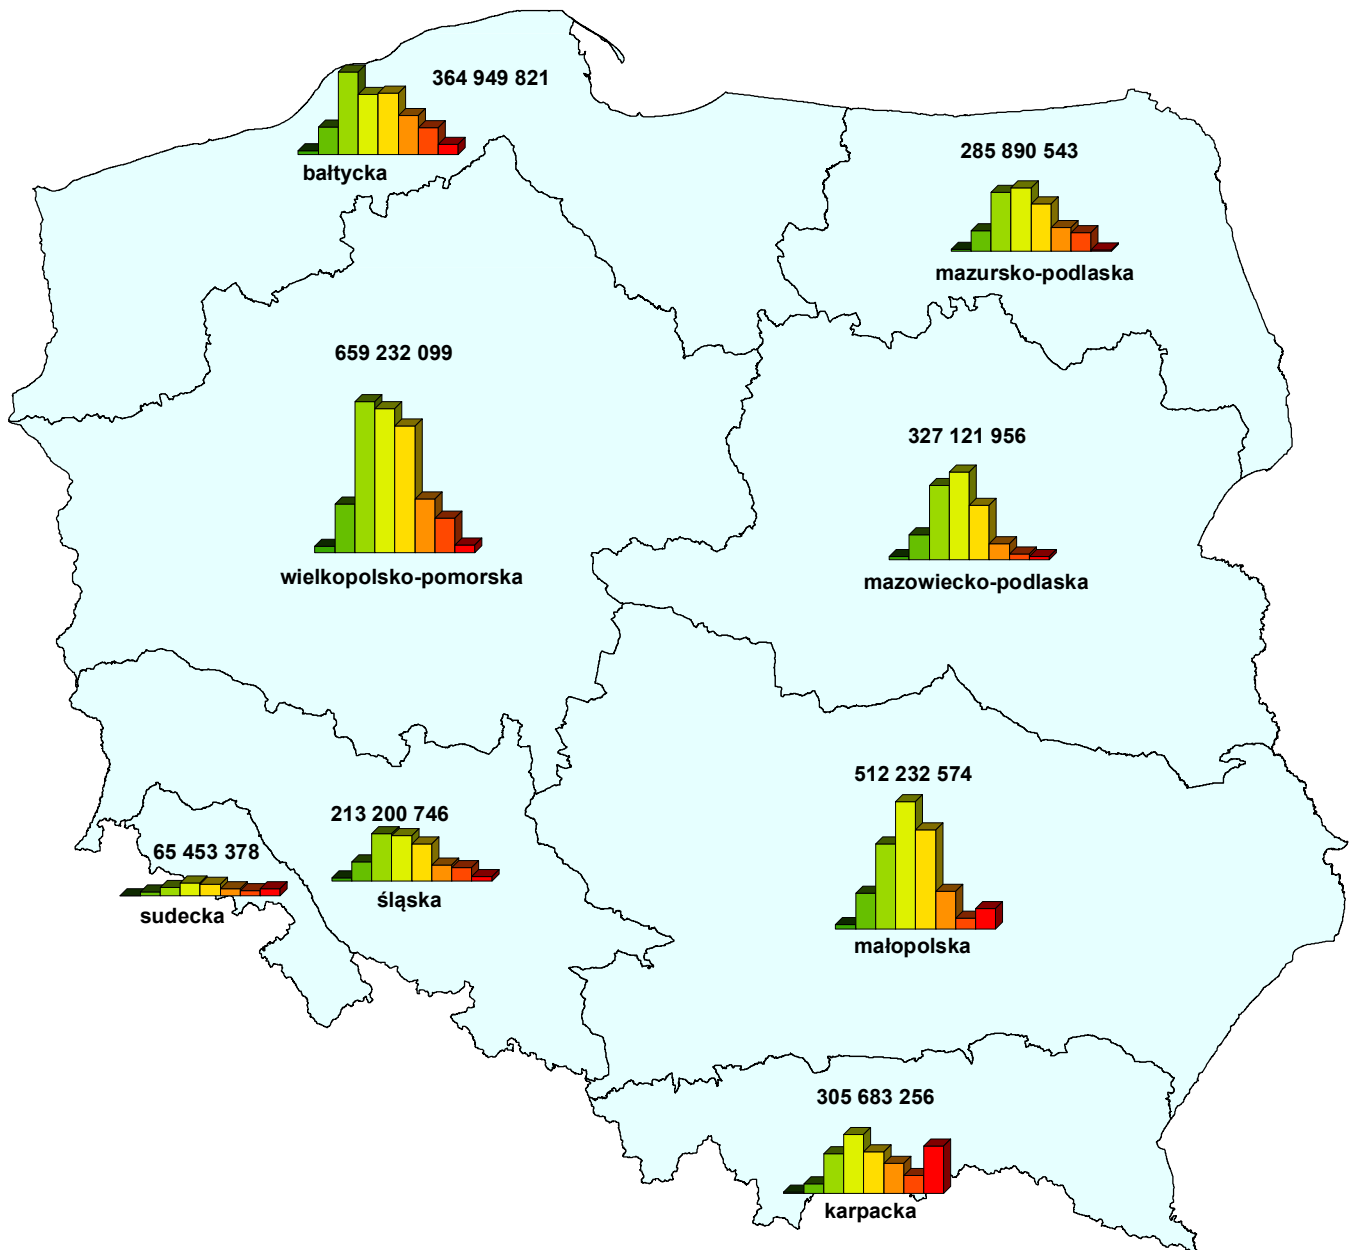 364 949 821
bałtycka
285 890 543
mazursko-podlaska
659 232 099
wielkopolsko-pomorska
327 121 956
mazowiecko-podlaska
512 232 574
małopolska
213 200 746
śląska
65 453 378
sudecka
305 683 256
karpacka